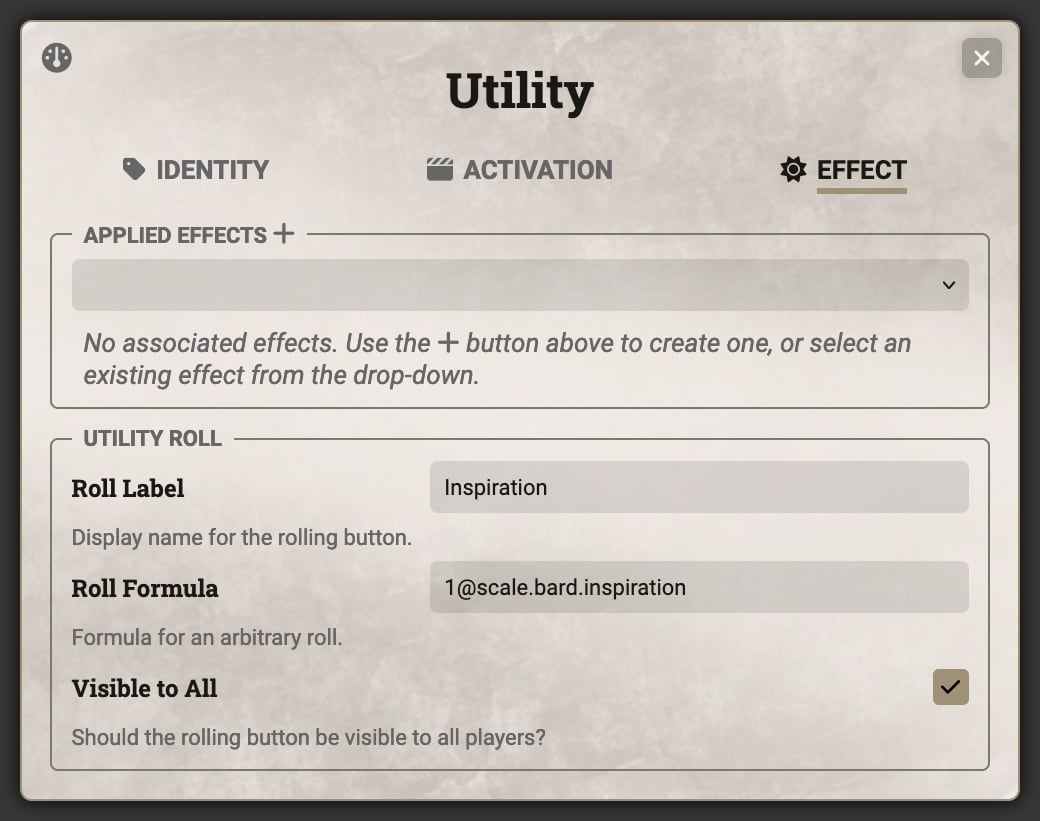 Utility
IDENTITY
ACTIVATION
EFFECT
APPLIED EFFECTS +
No associated effects. Use the + button above to create one, or select an
existing effect from the drop-down.
UTILITY ROLL
Roll Label
Inspiration
Display name for the rolling button.
Roll Formula
1@scale.bard.inspiration
Formula for an arbitrary roll.
Visible to All
Should the rolling button be visible to all players?